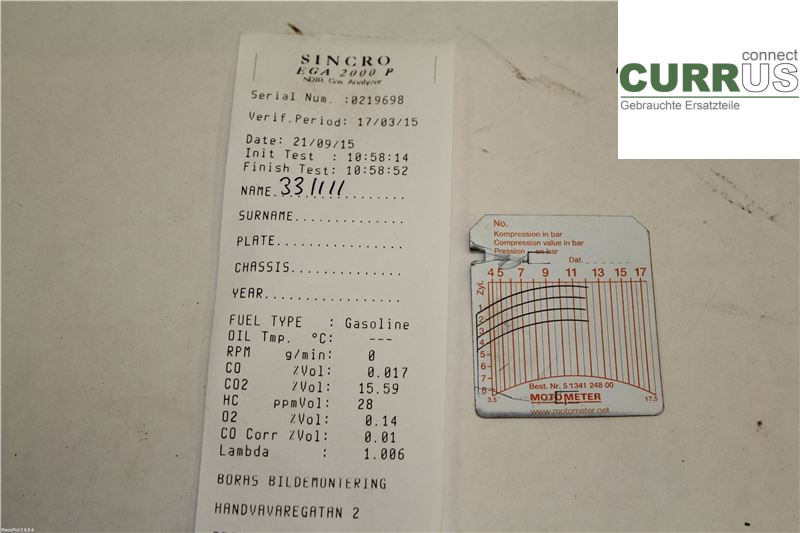 SINCRO
EGA 2000 P
NDIR Gas Analyzer
Serial Num. :0219698
Verif.Period: 17/03/15
Date: 21/09/15
Init Test : 10:58:14
Finish Test: 10:58:52
NAME.................
331111
SURNAME..............
PLATE................
CHASSIS..............
YEAR.................
FUEL TYPE : Gasoline
OIL Tmp. °C: ---
RPM g/min: 0
CO %Vol: 0.017
CO2 %Vol: 15.59
HC ppmVol: 28
O2 %Vol: 0.14
CO Corr %Vol: 0.01
Lambda : 1.006
BORAS BILDEMONTERING
HANDVAVAREGATAN 2
connect
CURRUS
Gebrauchte Ersatzteile
No.
Kompression in bar
Compression value in bar
Pression en bar
Dat.
4 5 7 9 11 13 15 17
Zyl.
1
2
3
4
5
6
7
8
Best. Nr. 5 1341 248 00
3.5 MOTOMETER 17.5
www.motometer.net